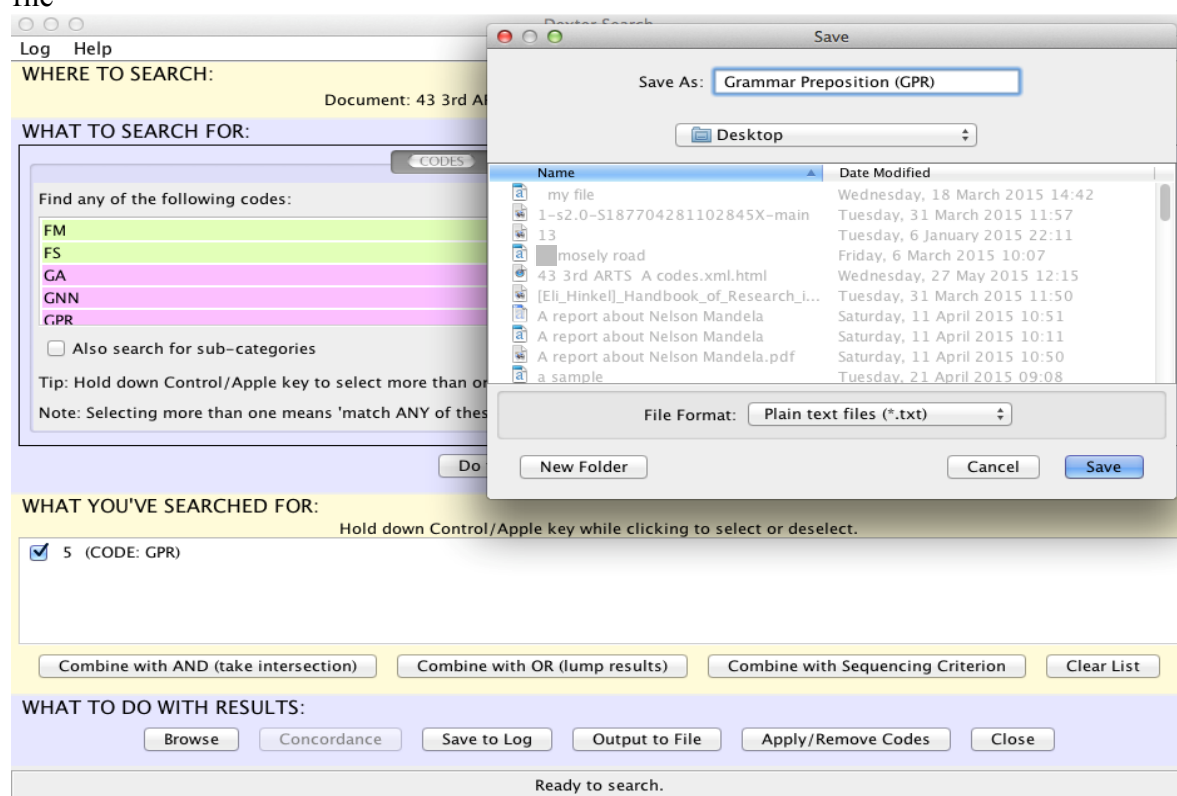 file
Dexter Search
Log Help
WHERE TO SEARCH:
Document: 43 3rd AR
WHAT TO SEARCH FOR:
CODES
Find any of the following codes:
FM
FS
GA
GNN
GPR
Also search for sub-categories
Tip: Hold down Control/Apple key to select more than or
Note: Selecting more than one means 'match ANY of thes
Do
Save
Save As: Grammar Preposition (GPR)
Desktop
Name Date Modified
my file Wednesday, 18 March 2015 14:42
1-s2.0-S187704281102845X-main Tuesday, 31 March 2015 11:57
13 Tuesday, 6 January 2015 22:11
mosely road Friday, 6 March 2015 10:07
43 3rd ARTS A codes.xml.html Wednesday, 27 May 2015 12:15
[Eli_Hinkel]_Handbook_of_Research_i... Tuesday, 31 March 2015 11:50
A report about Nelson Mandela Saturday, 11 April 2015 10:51
A report about Nelson Mandela Saturday, 11 April 2015 10:11
A report about Nelson Mandela.pdf Saturday, 11 April 2015 10:50
a sample Tuesday, 21 April 2015 09:08
File Format: Plain text files (*.txt)
New Folder Cancel Save
WHAT YOU'VE SEARCHED FOR:
Hold down Control/Apple key while clicking to select or deselect.
5 (CODE: GPR)
Combine with AND (take intersection) Combine with OR (lump results) Combine with Sequencing Criterion Clear List
WHAT TO DO WITH RESULTS:
Browse Concordance Save to Log Output to File Apply/Remove Codes Close
Ready to search.